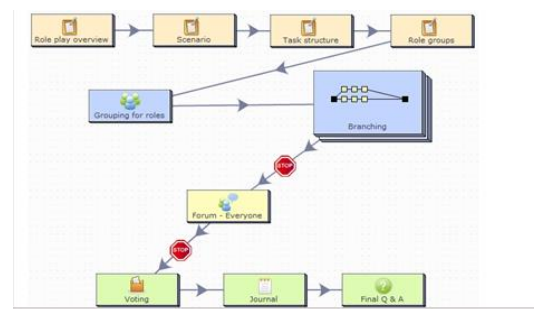 Role play overview
Scenario
Task structure
Role groups
Grouping for roles
Branching
STOP
Forum - Everyone
STOP
Voting
Journal
Final Q & A